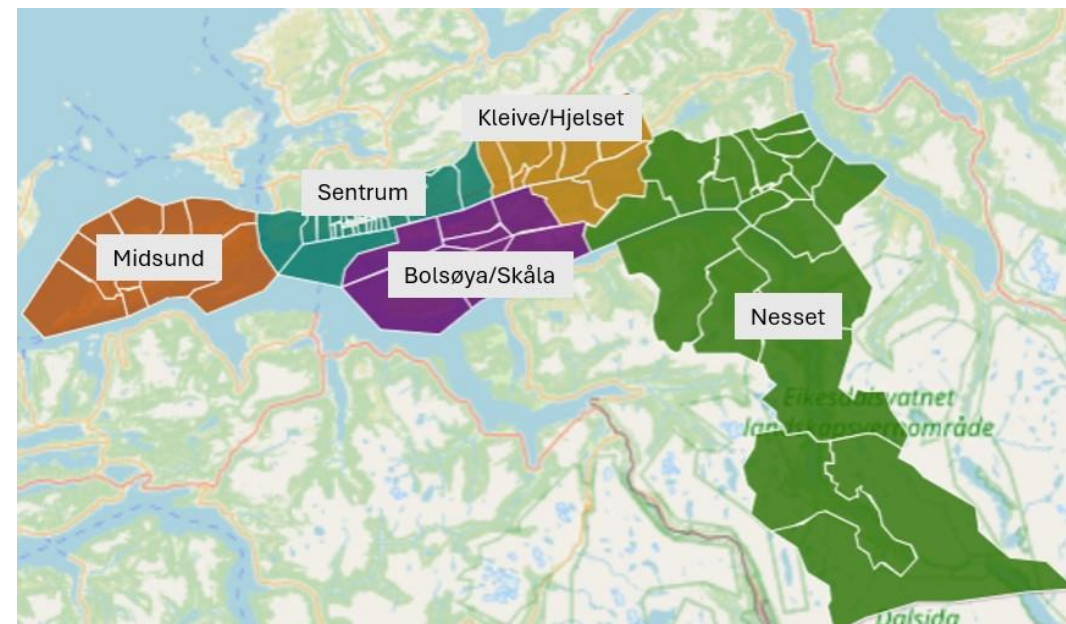 Kleive/Hjelset
Sentrum
Midsund
Bolsøya/Skåla
Nesset
Eikesdalsvatnet
landskapsvernområde
Dalsida